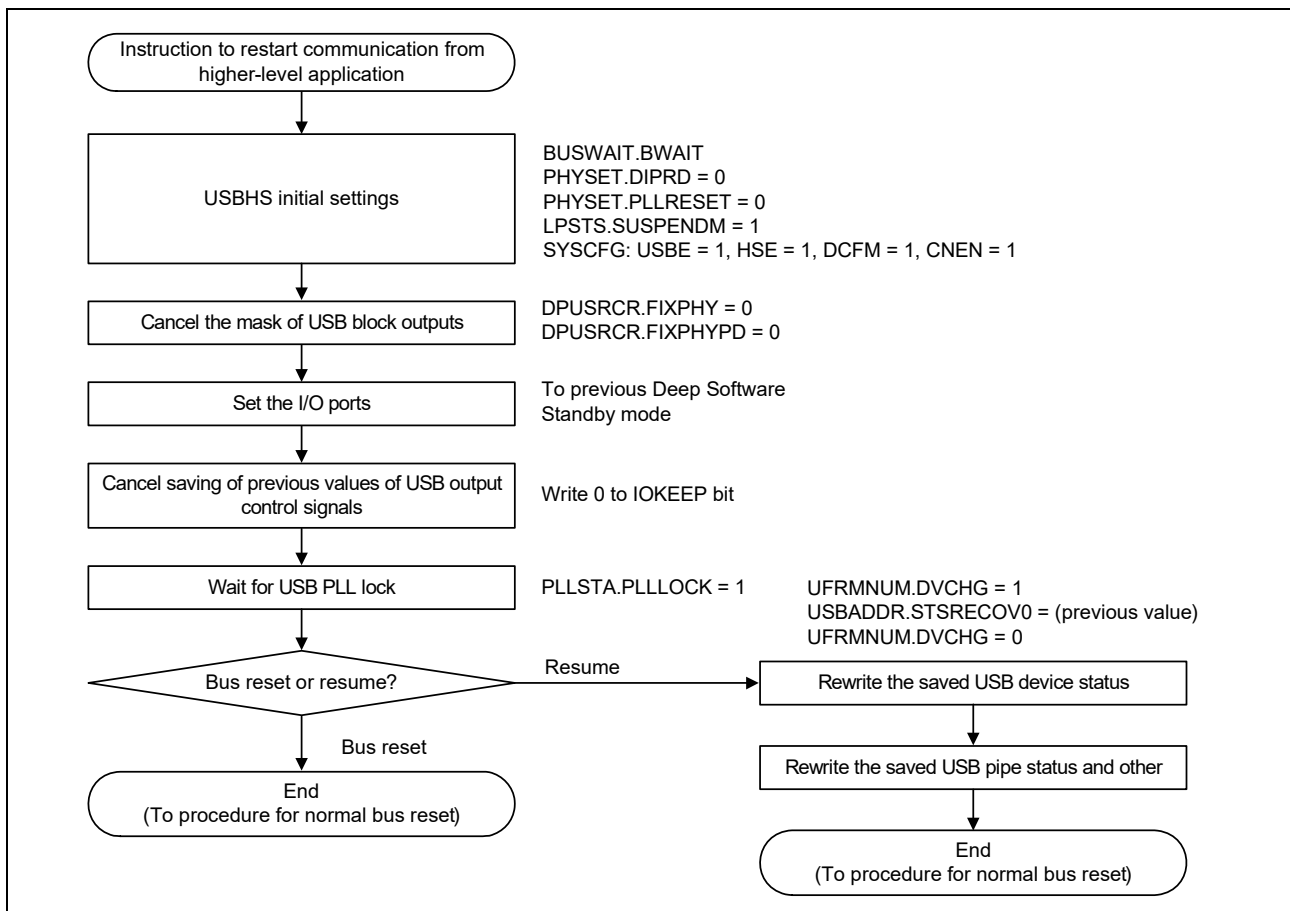 Instruction to restart communication from
higher-level application
USBHS initial settings
BUSWAIT.BWAIT
PHYSET.DIPRD = 0
PHYSET.PLLRESET = 0
LPSTS.SUSPENDM = 1
SYSCFG: USBE = 1, HSE = 1, DCFM = 1, CNEN = 1
Cancel the mask of USB block outputs
DPUSRCR.FIXPHY = 0
DPUSRCR.FIXPHYPD = 0
Set the I/O ports
To previous Deep Software
Standby mode
Cancel saving of previous values of USB output
control signals
Write 0 to IOKEEP bit
Wait for USB PLL lock
PLLSTA.PLLLOCK = 1
Bus reset or resume?
Resume
UFRMNUM.DVCHG = 1
USBADDR.STSRECOV0 = (previous value)
UFRMNUM.DVCHG = 0
Rewrite the saved USB device status
Rewrite the saved USB pipe status and other
End
(To procedure for normal bus reset)
Bus reset
End
(To procedure for normal bus reset)